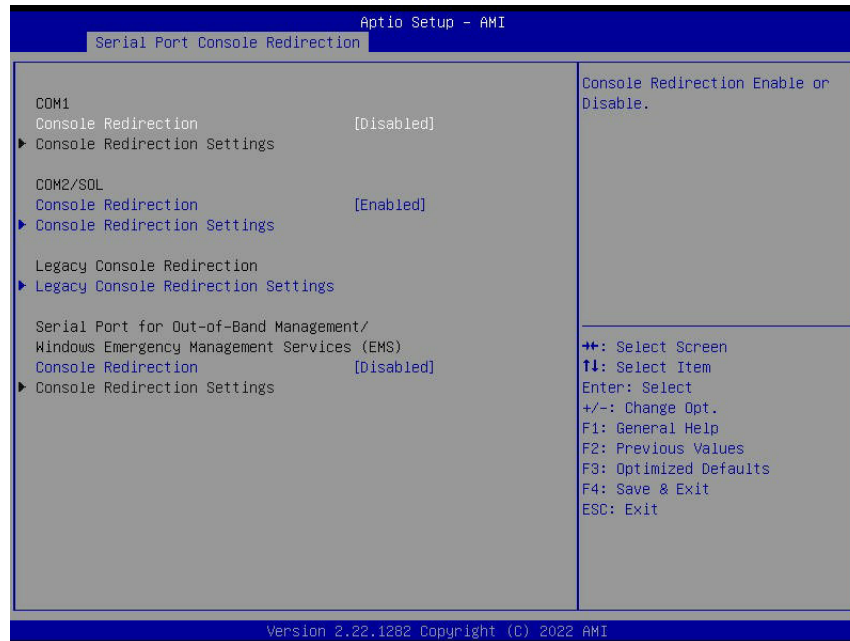 Aptio Setup - AMI
Serial Port Console Redirection
COM1
Console Redirection [Disabled]
Console Redirection Settings
COM2/SOL
Console Redirection [Enabled]
Console Redirection Settings
Legacy Console Redirection
Legacy Console Redirection Settings
Serial Port for Out-of-Band Management/
Windows Emergency Management Services (EMS)
Console Redirection [Disabled]
Console Redirection Settings
Console Redirection Enable or
Disable.
→←: Select Screen
↑↓: Select Item
Enter: Select
+/-: Change Opt.
F1: General Help
F2: Previous Values
F3: Optimized Defaults
F4: Save & Exit
ESC: Exit
Version 2.22.1282 Copyright (C) 2022 AMI